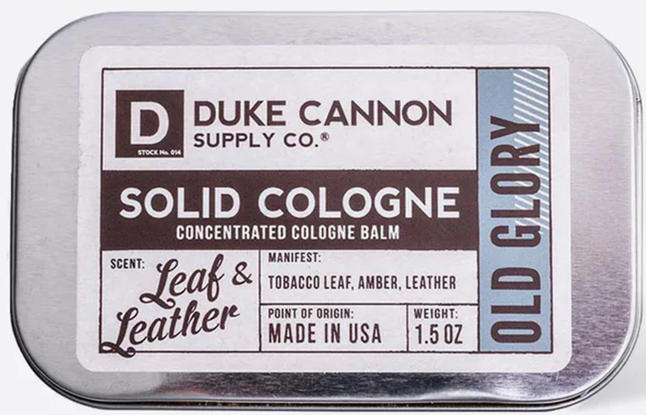 D
STOCK No. 014
DUKE CANNON
SUPPLY CO.®
SOLID COLOGNE
CONCENTRATED COLOGNE BALM
SCENT:
Leaf &
Leather
MANIFEST:
TOBACCO LEAF, AMBER, LEATHER
POINT OF ORIGIN:
MADE IN USA
WEIGHT:
1.5 OZ
OLD GLORY